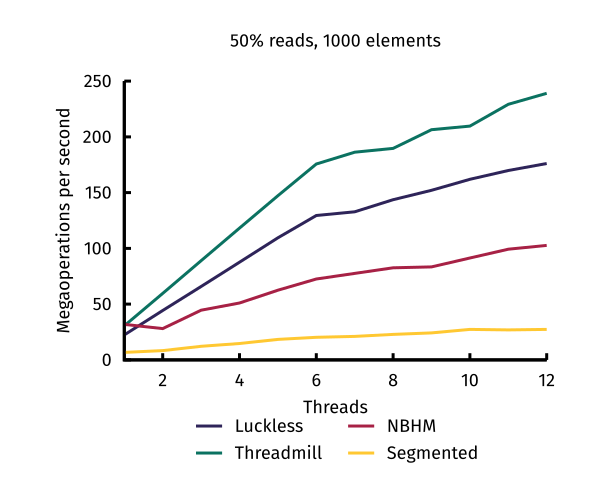 50% reads, 1000 elements
Megaoperations per second
250
200
150
100
50
0
2 4 6 8 10 12
Threads
Luckless NBHM
Threadmill Segmented